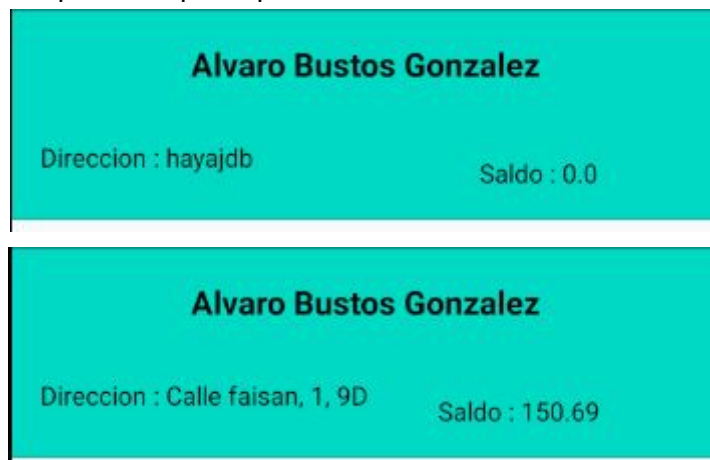 Alvaro Bustos Gonzalez
Direccion : hayajdb
Saldo : 0.0
Alvaro Bustos Gonzalez
Direccion : Calle faisan, 1, 9D
Saldo : 150.69